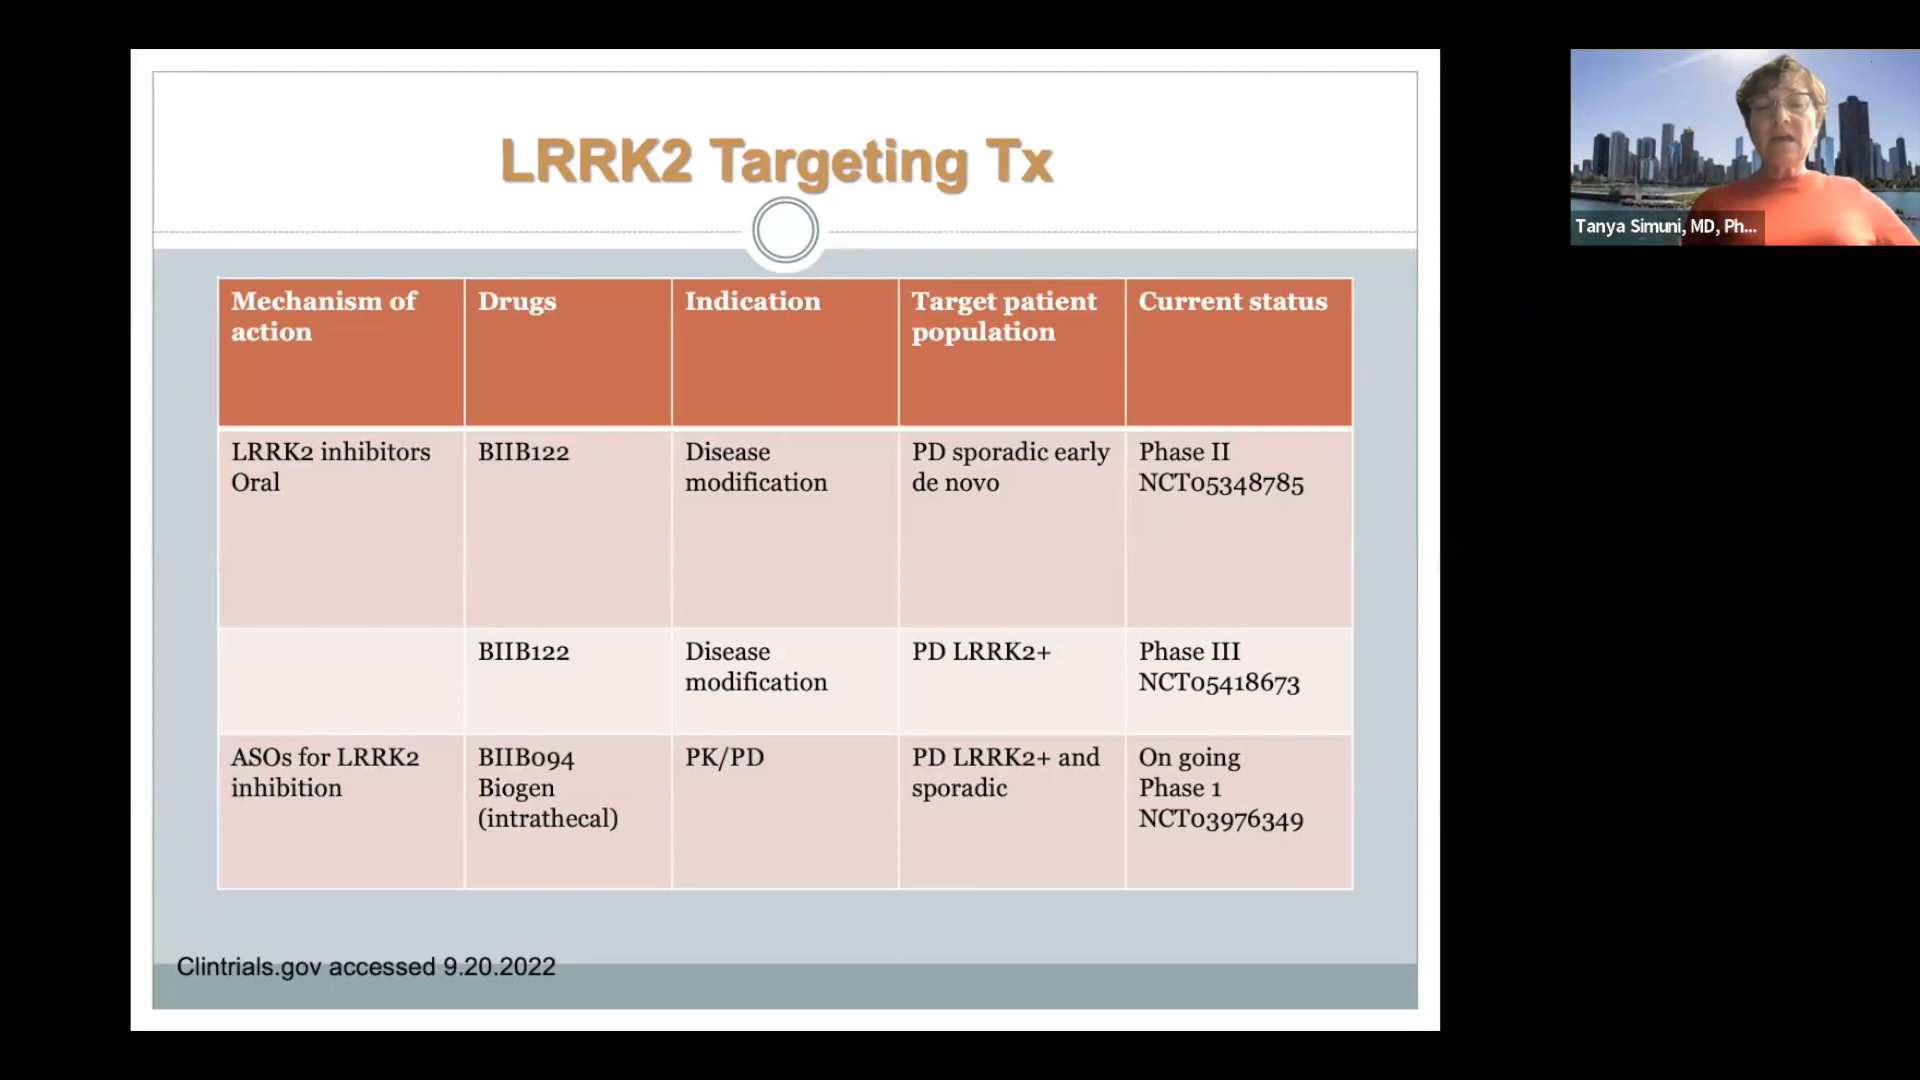 LRRK2 Targeting Tx
Mechanism of
action
Drugs
Indication
Target patient
population
Current status
LRRK2 inhibitors
Oral
BIIB122
Disease
modification
PD sporadic early
de novo
Phase II
NCT05348785
BIIB122
Disease
modification
PD LRRK2+
Phase III
NCT05418673
ASOs for LRRK2
inhibition
BIIB094
Biogen
(intrathecal)
PK/PD
PD LRRK2+ and
sporadic
On going
Phase 1
NCT03976349
Clintrials.gov accessed 9.20.2022
Tanya Simuni, MD, Ph...